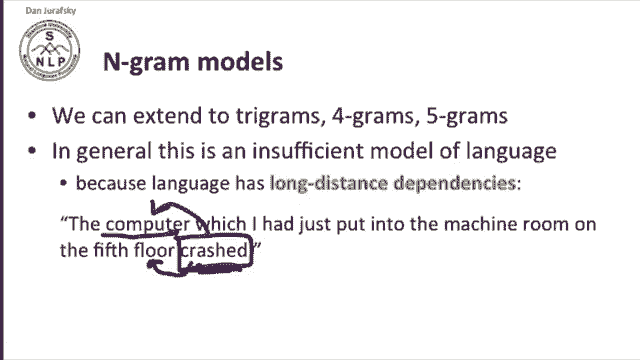 Dan Jurafsky
S
N L P
N-gram models
• We can extend to trigrams, 4-grams, 5-grams
• In general this is an insufficient model of language
• because language has long-distance dependencies:
“The computer which I had just put into the machine room on
the fifth floor crashed.”